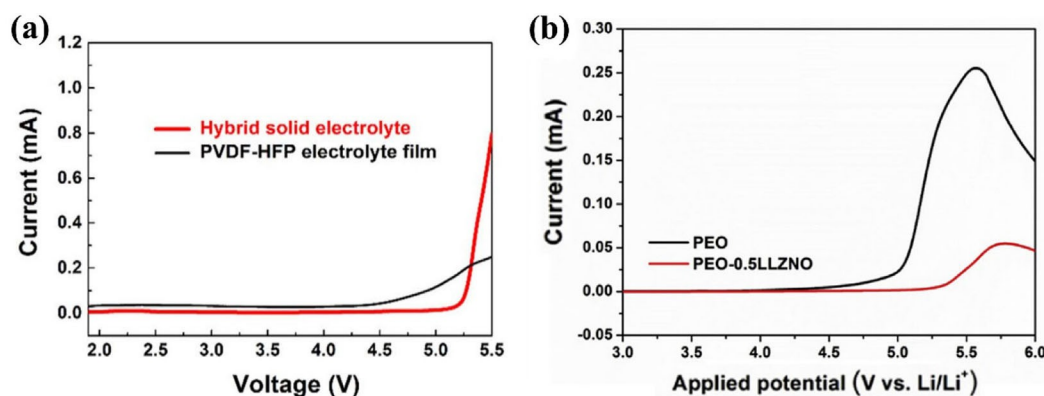 (a)
1.2
1.0
0.8
0.6
0.4
0.2
0.0
Current (mA)
Hybrid solid electrolyte
PVDF-HFP electrolyte film
2.0 2.5 3.0 3.5 4.0 4.5 5.0 5.5
Voltage (V)
(b)
0.30
0.25
0.20
0.15
0.10
0.05
0.00
-0.05
Current (mA)
PEO
PEO-0.5LLZNO
3.0 3.5 4.0 4.5 5.0 5.5 6.0
Applied potential (V vs. Li/Li⁺)